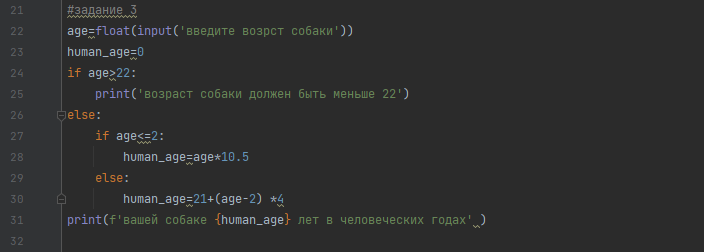 21 #задание 3
22 age=float(input('введите возрст собаки'))
23 human_age=0
24 if age>22:
25     print('возраст собаки должен быть меньше 22')
26 else:
27     if age<=2:
28         human_age=age*10.5
29     else:
30         human_age=21+(age-2) *4
31 print(f'вашей собаке {human_age} лет в человеческих годах' )
32